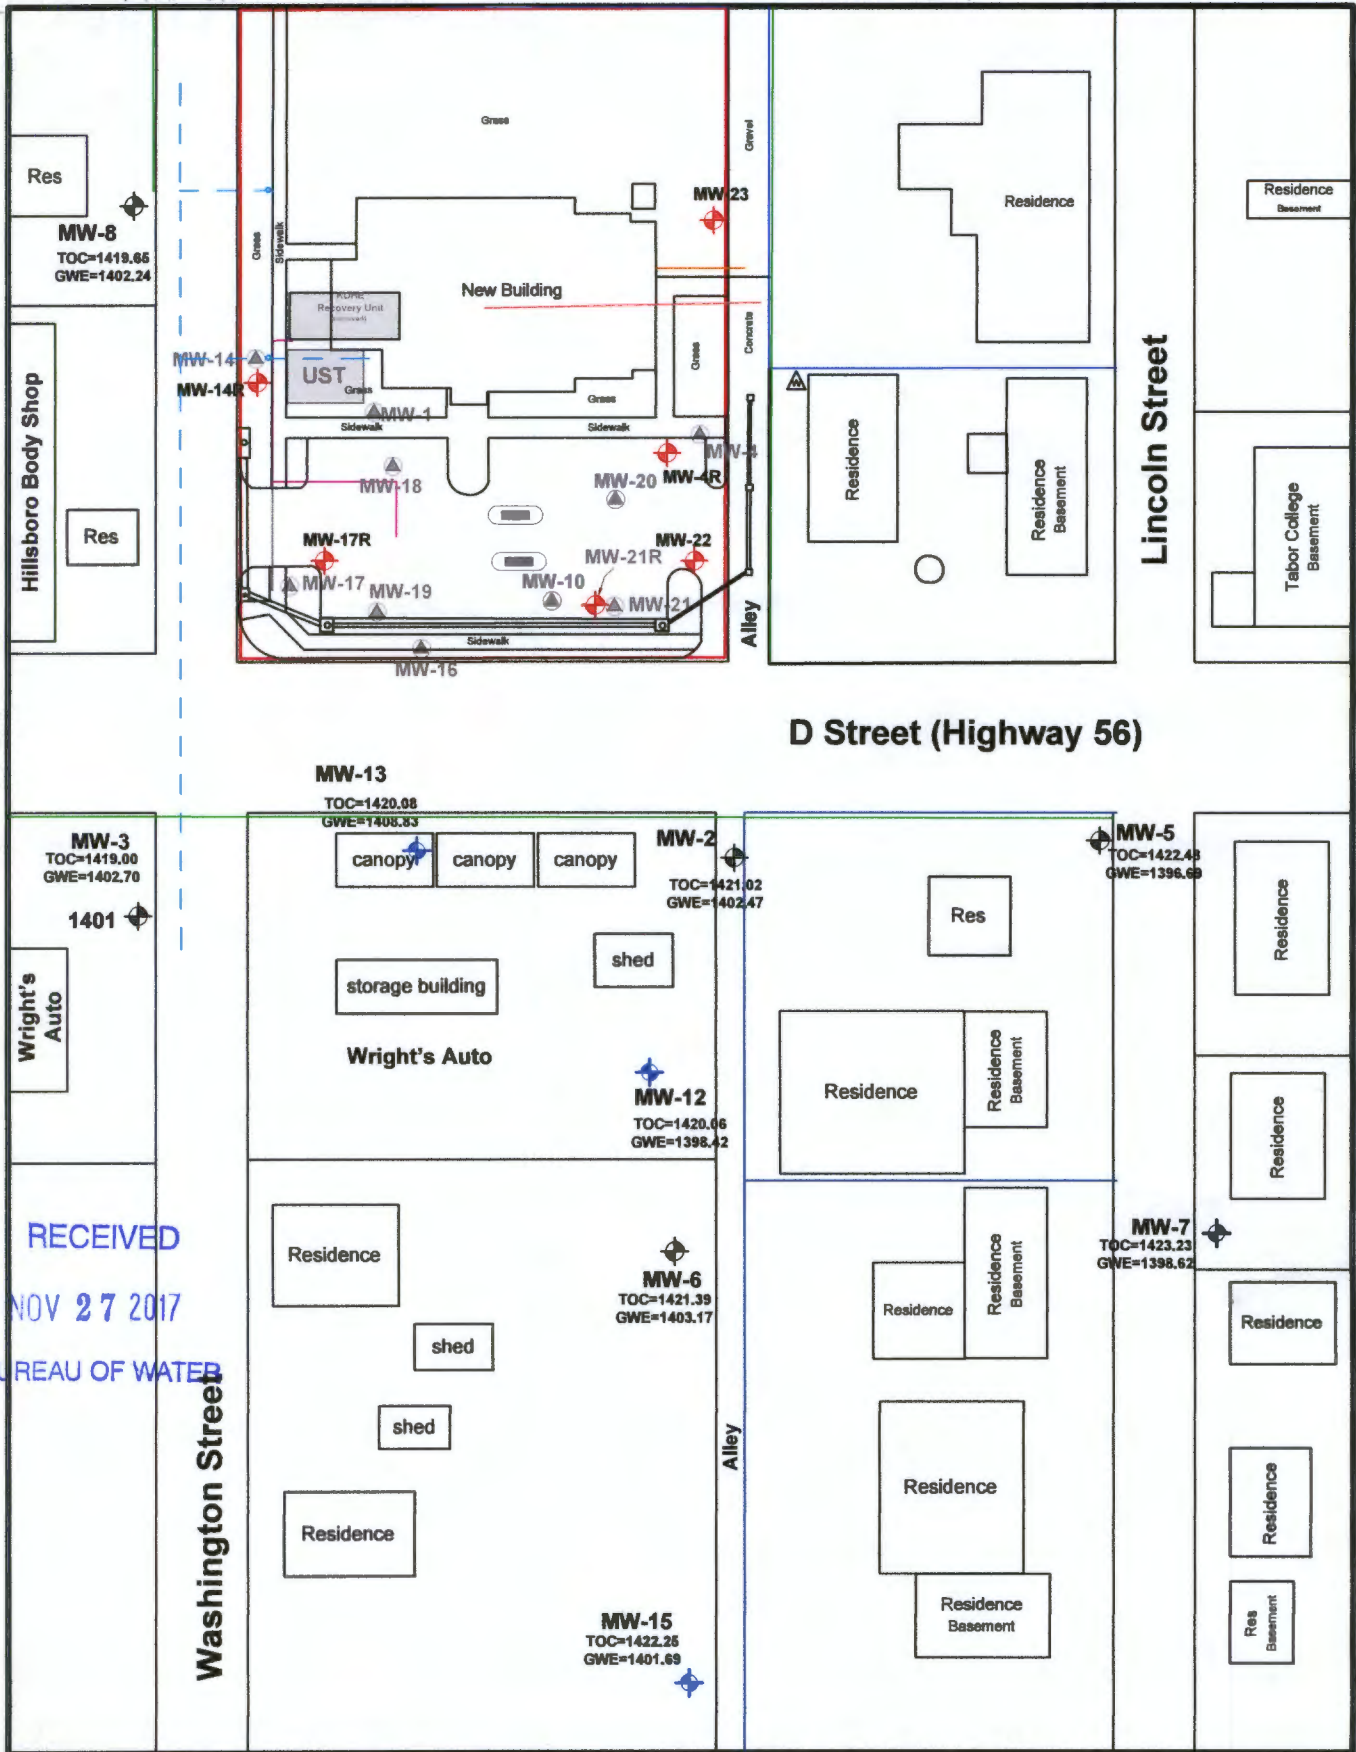 Grass
Gravel
Res
MW-8
TOC=1419.65
GWE=1402.24
Grass
Sidewalk
MW-23
Residence
Residence
Basement
New Building
KDHE
Recovery Unit
Concrete
Grass
MW-14
MW-14R
UST
Grass
MW-1
Grass
Sidewalk
Sidewalk
MW-4
MW-4R
MW-18
MW-20
Hillsboro Body Shop
Res
MW-17R
MW-22
MW-21R
MW-17
MW-19
MW-10
MW-21
Sidewalk
MW-16
Alley
Residence
Residence
Basement
Lincoln Street
Tabor College
Basement
D Street (Highway 56)
MW-13
TOC=1420.08
GWE=1408.83
MW-3
TOC=1419.00
GWE=1402.70
1401
canopy
canopy
canopy
MW-2
TOC=1421.02
GWE=1402.47
MW-5
TOC=1422.43
GWE=1396.69
Res
Residence
Wright's
Auto
storage building
shed
Wright's Auto
MW-12
TOC=1420.06
GWE=1398.42
Residence
Residence
Basement
Residence
RECEIVED
NOV 27 2017
UREAU OF WATER
Washington Street
Residence
MW-6
TOC=1421.39
GWE=1403.17
shed
shed
Residence
Alley
MW-15
TOC=1422.25
GWE=1401.69
Residence
Residence
Basement
MW-7
TOC=1423.23
GWE=1398.62
Residence
Residence
Residence
Basement
Residence
Res
Basement